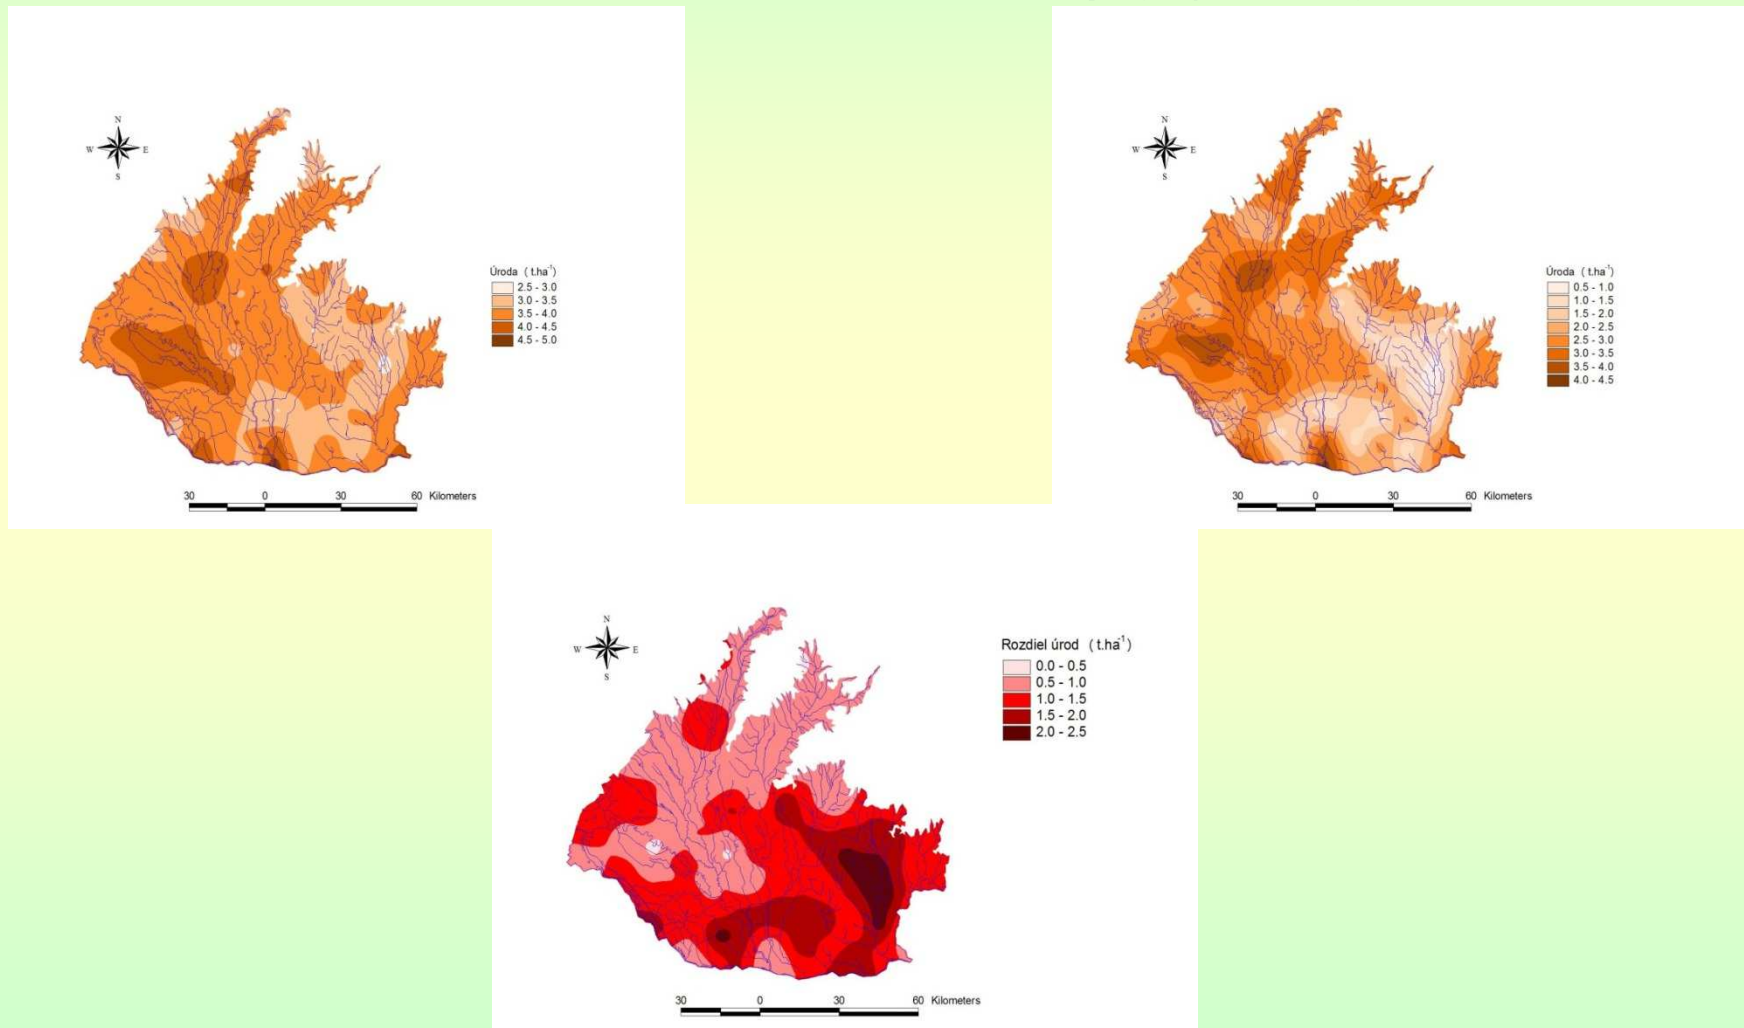 N
W E
S
Úroda ( t.ha⁻¹)
2.5 - 3.0
3.0 - 3.5
3.5 - 4.0
4.0 - 4.5
4.5 - 5.0
30 0 30 60 Kilometers
N
W E
S
Úroda ( t.ha⁻¹)
0.5 - 1.0
1.0 - 1.5
1.5 - 2.0
2.0 - 2.5
2.5 - 3.0
3.0 - 3.5
3.5 - 4.0
4.0 - 4.5
30 0 30 60 Kilometers
N
W E
S
Rozdiel úrod ( t.ha⁻¹)
0.0 - 0.5
0.5 - 1.0
1.0 - 1.5
1.5 - 2.0
2.0 - 2.5
30 0 30 60 Kilometers